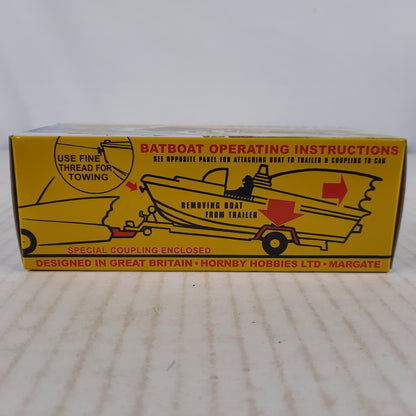 BATBOAT OPERATING INSTRUCTIONS
SEE OPPOSITE PANEL FOR ATTACHING BOAT TO TRAILER & COUPLING TO CAR
USE FINE
THREAD FOR
TOWING
REMOVING BOAT
FROM TRAILER
SPECIAL COUPLING ENCLOSED
DESIGNED IN GREAT BRITAIN • HORNBY HOBBIES LTD • MARGATE